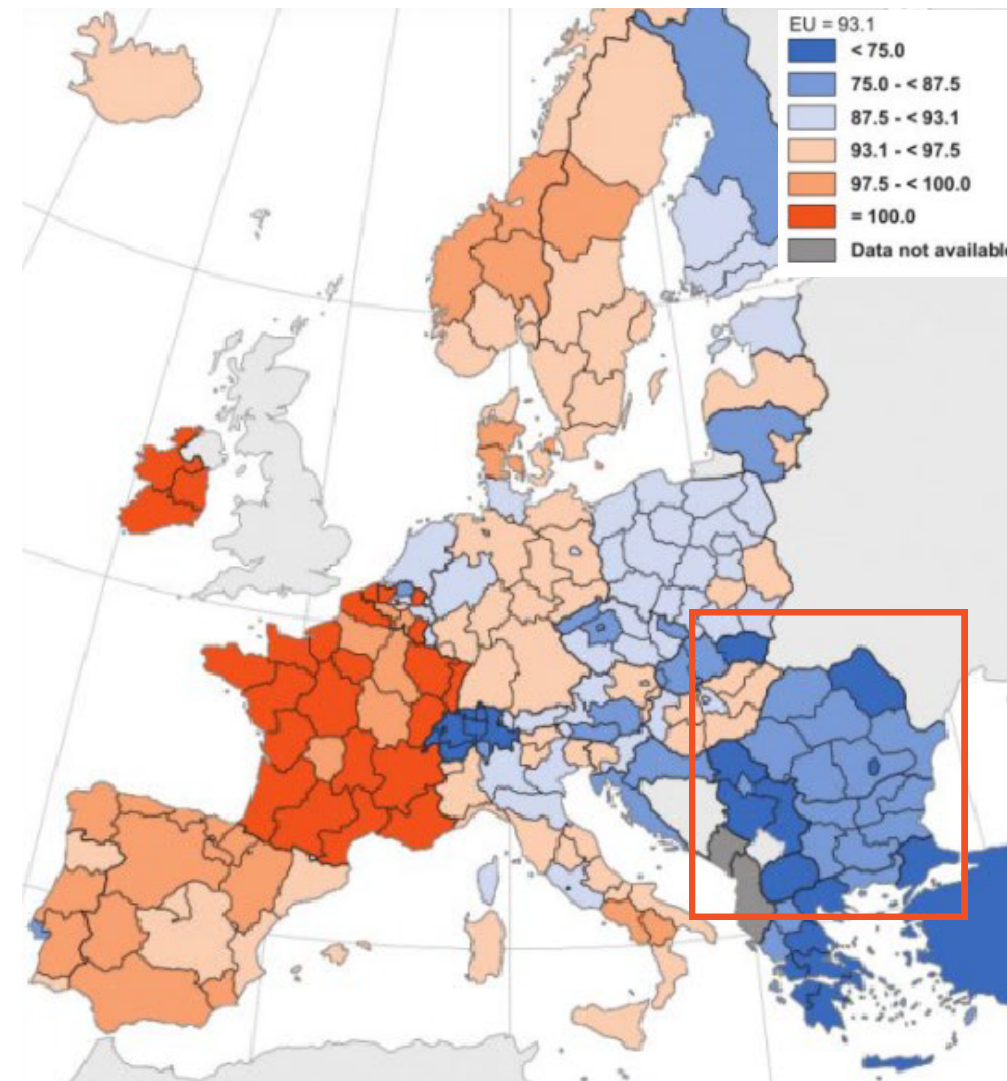 EU = 93.1
< 75.0
75.0 - < 87.5
87.5 - < 93.1
93.1 - < 97.5
97.5 - < 100.0
= 100.0
Data not available